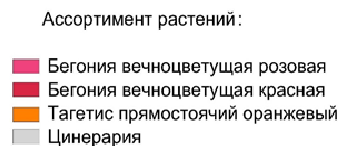 Ассортимент растений:
Бегония вечноцветущая розовая
Бегония вечноцветущая красная
Тагетис прямостоячий оранжевый
Цинерария